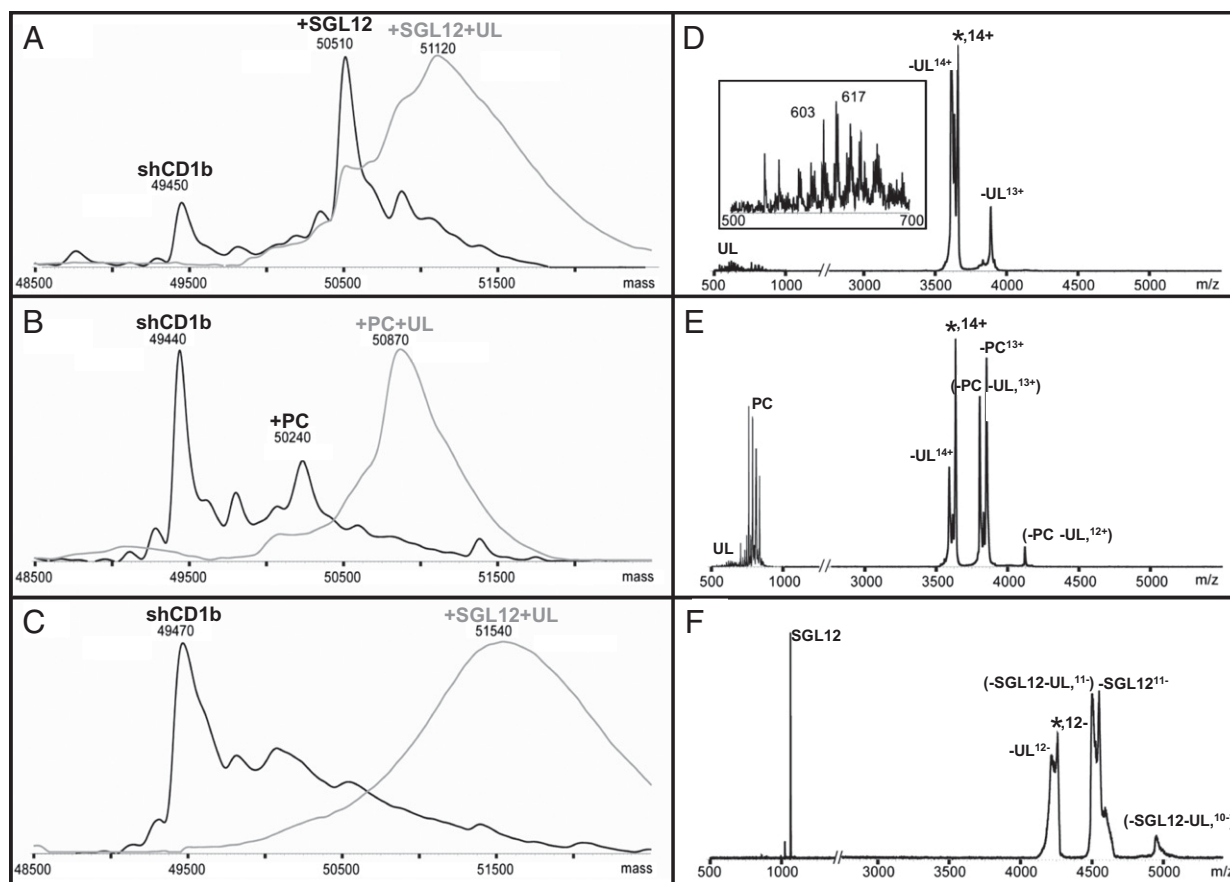 A
+SGL12
50510
+SGL12+UL
51120
shCD1b
49450
48500 49500 50500 51500 mass
B
shCD1b
49440
+PC
50240
+PC+UL
50870
48500 49500 50500 51500 mass
C
shCD1b
49470
+SGL12+UL
51540
48500 49500 50500 51500 mass
D
*,14+
-UL14+
603 617
500 700
-UL13+
UL
500 1000 3000 3500 4000 4500 5000 m/z
E
*,14+
-PC13+
(-PC -UL,13+)
PC
-UL14+
UL
(-PC -UL,12+)
500 1000 3000 3500 4000 4500 5000 m/z
F
SGL12
(-SGL12-UL,11-) -SGL1211-
*,12-
-UL12-
(-SGL12-UL,10-
500 1000 3000 3500 4000 4500 5000 m/z